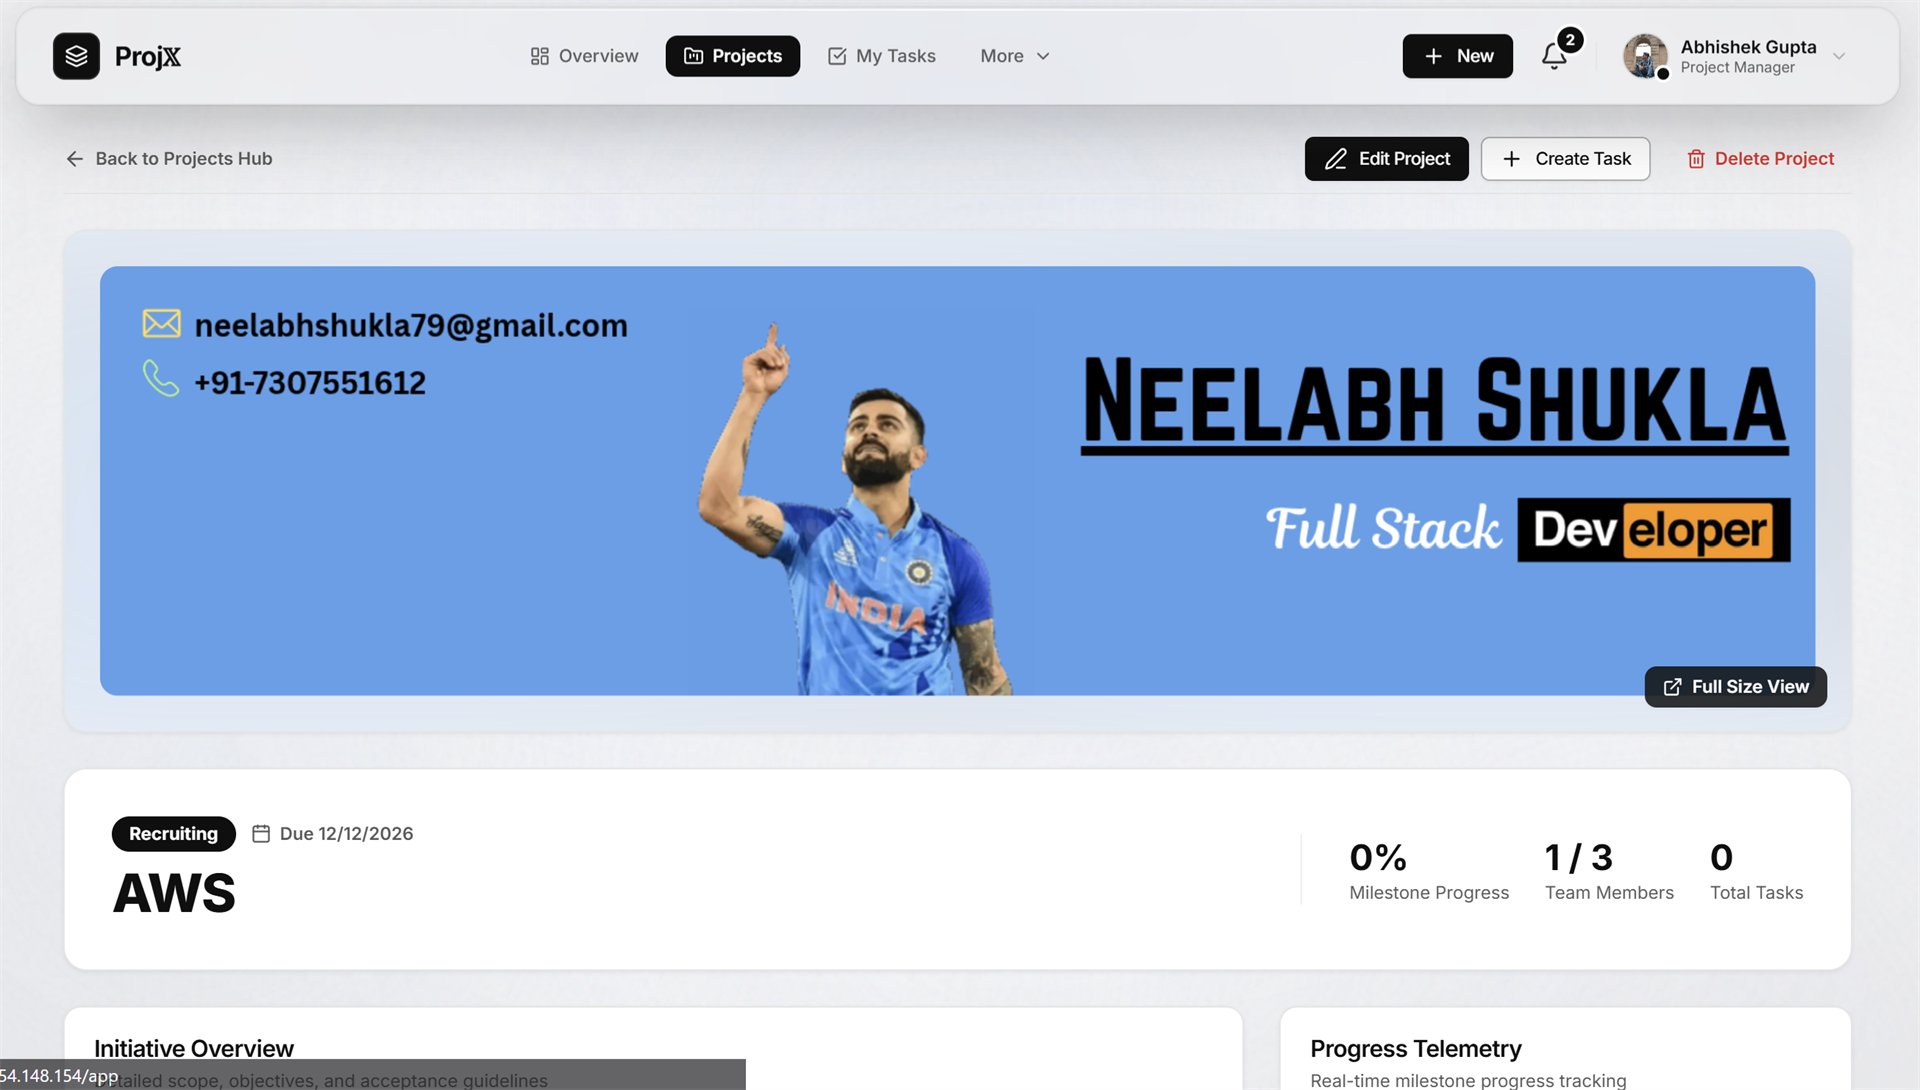 ProjX
Overview
Projects
My Tasks
More
New
2
Abhishek Gupta
Project Manager
Back to Projects Hub
Edit Project
Create Task
Delete Project
neelabhshukla79@gmail.com
+91-7307551612
NEELABH SHUKLA
Full Stack Developer
INDIA
Full Size View
Recruiting
Due 12/12/2026
AWS
0%
Milestone Progress
1 / 3
Team Members
0
Total Tasks
Initiative Overview
scope, objectives, and acceptance guidelines
Progress Telemetry
Real-time milestone progress tracking
54.148.154/app